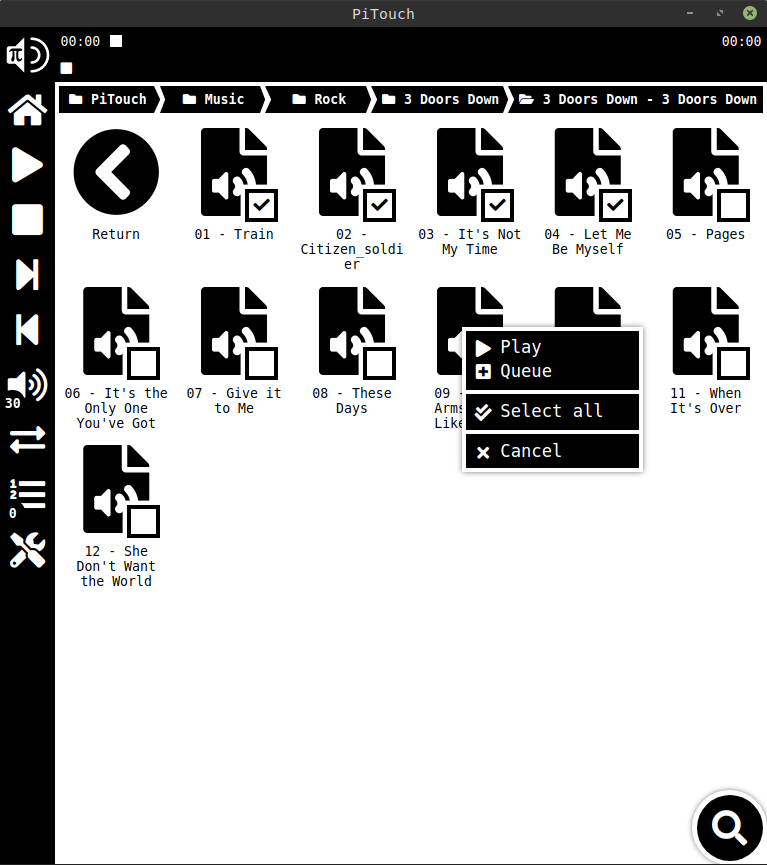 PiTouch
00:00
00:00
PiTouch
Music
Rock
3 Doors Down
3 Doors Down - 3 Doors Down
Return
01 - Train
02 -
Citizen_soldi
er
03 - It's Not
My Time
04 - Let Me
Be Myself
05 - Pages
06 - It's the
Only One
You've Got
07 - Give it
to Me
08 - These
Days
09 -
Arms
Like
11 - When
It's Over
12 - She
Don't Want
the World
Play
Queue
Select all
Cancel
π
30
1
2
0